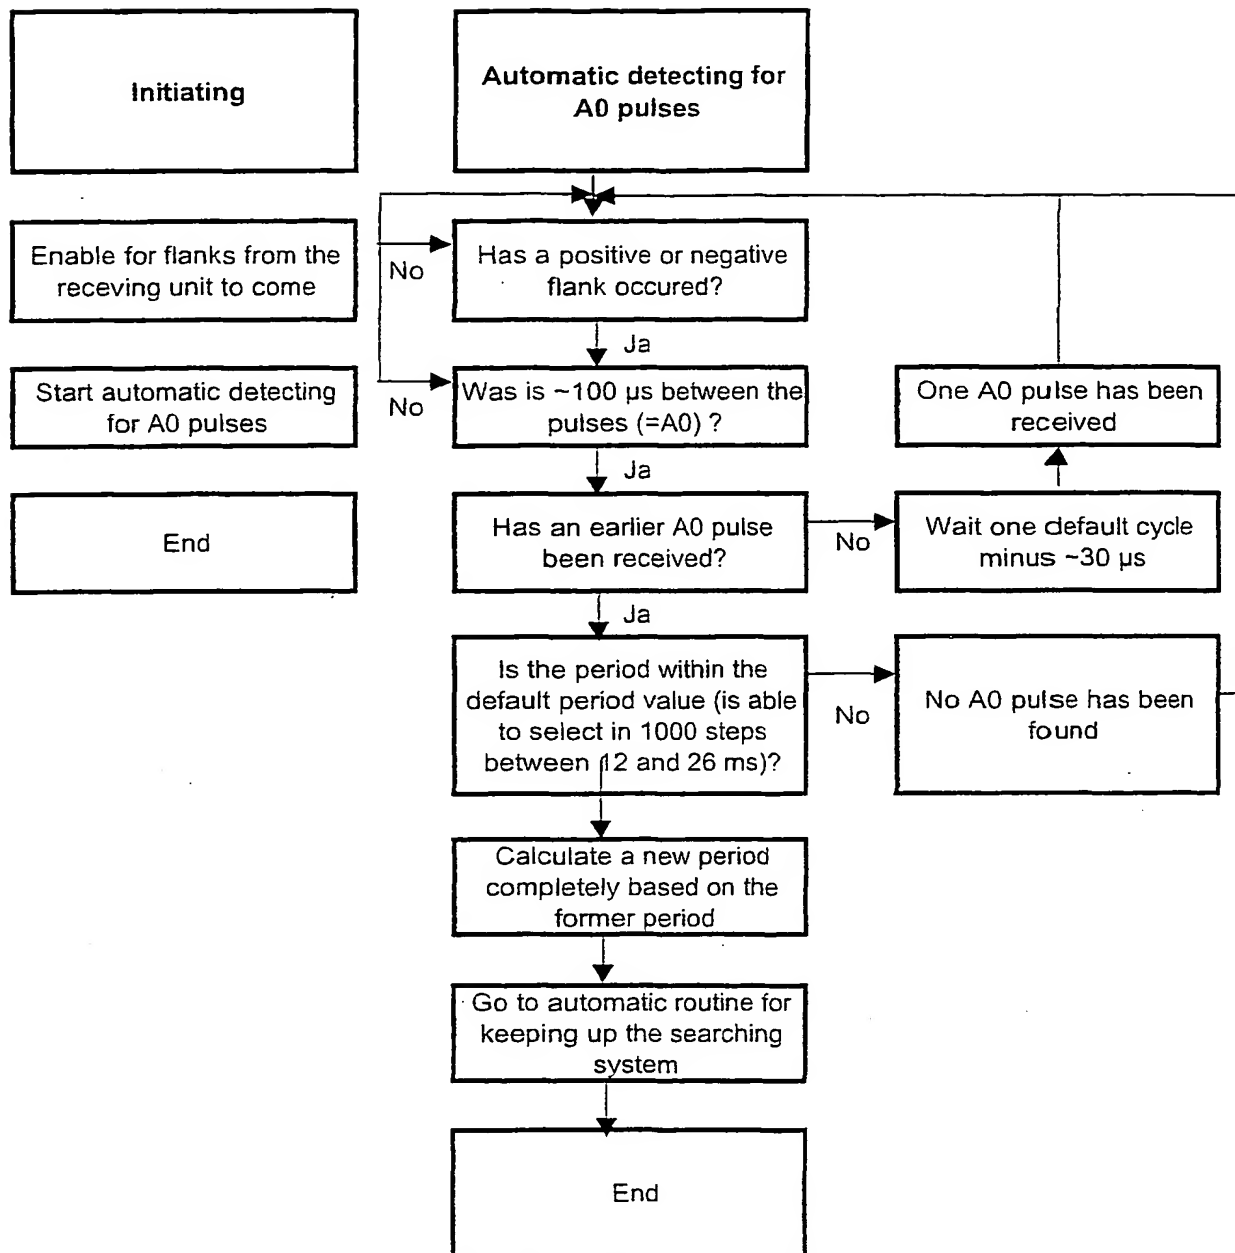 Initiating
Enable for flanks from the
receving unit to come
Start automatic detecting
for A0 pulses
End
Automatic detecting for
A0 pulses
Has a positive or negative
flank occured?
No
Ja
Was is ~100 µs between the
pulses (=A0) ?
No
Ja
Has an earlier A0 pulse
been received?
No
Wait one default cycle
minus ~30 µs
One A0 pulse has been
received
Ja
Is the period within the
default period value (is able
to select in 1000 steps
between 12 and 26 ms)?
No
No A0 pulse has been
found
Calculate a new period
completely based on the
former period
Go to automatic routine for
keeping up the searching
system
End